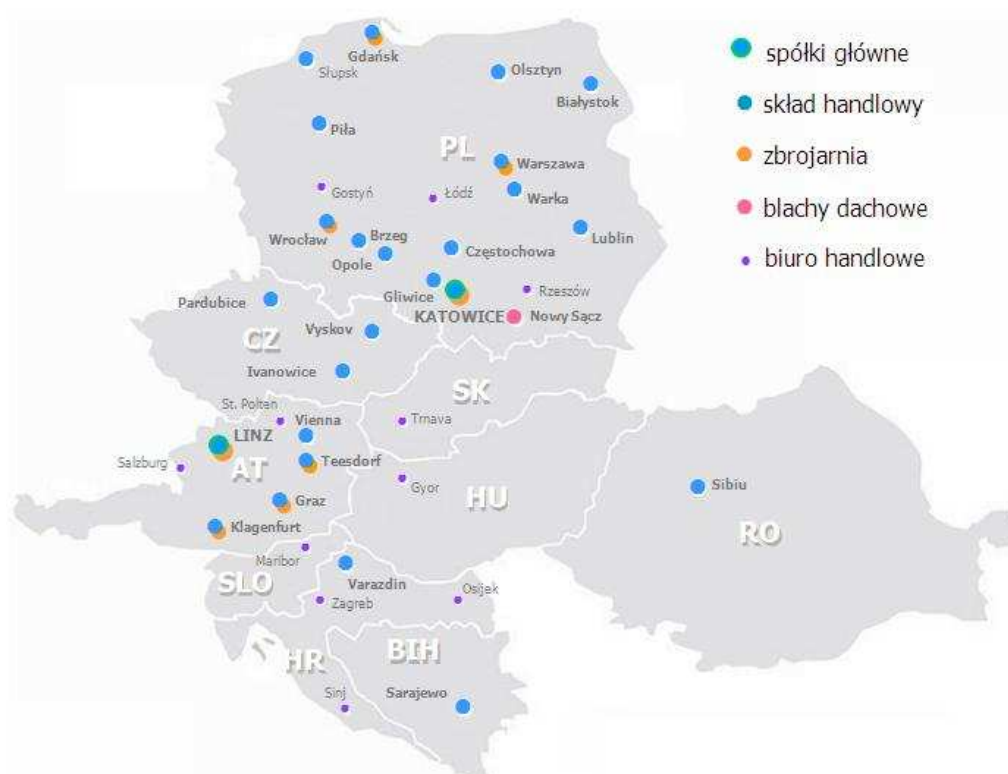 Gdańsk
Słupsk
Olsztyn
Białystok
Piła
PL
Warszawa
Gostyń
Łódź
Warka
Wrocław
Brzeg
Lublin
Opole
Częstochowa
Gliwice
Rzeszów
Pardubice
KATOWICE
Nowy Sącz
Vyskov
CZ
Ivanowice
SK
St. Polten
Vienna
Trnava
LINZ
Salzburg
AT
Teesdorf
Gyor
HU
Sibiu
Graz
RO
Klagenfurt
Maribor
SLO
Varazdin
Osijek
Zagreb
HR
BIH
Sinj
Sarajewo
spółki główne
skład handlowy
zbrojarnia
blachy dachowe
biuro handlowe